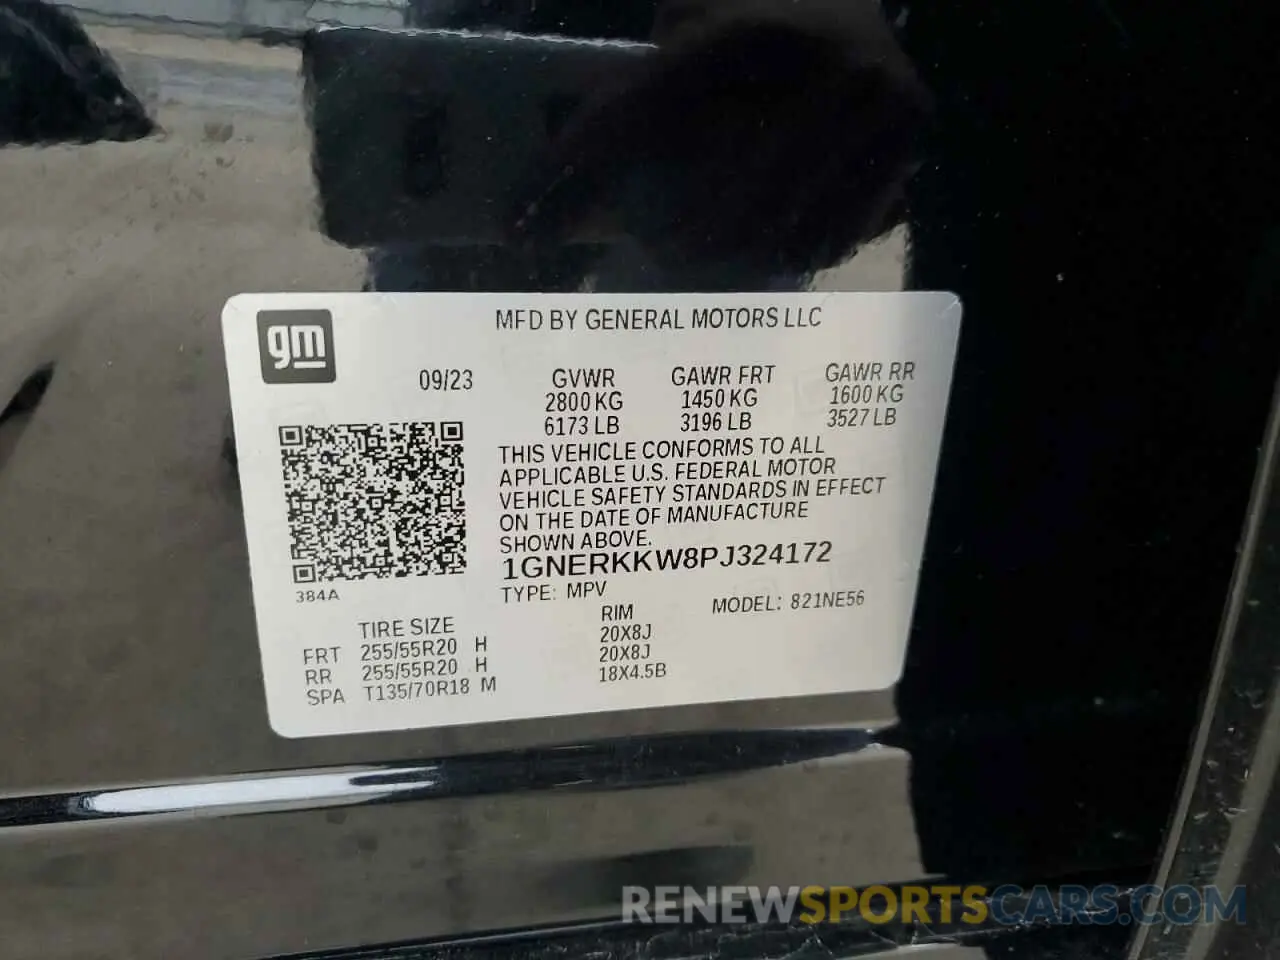 gm
MFD BY GENERAL MOTORS LLC
09/23
GVWR GAWR FRT GAWR RR
2800 KG 1450 KG 1600 KG
6173 LB 3196 LB 3527 LB
THIS VEHICLE CONFORMS TO ALL
APPLICABLE U.S. FEDERAL MOTOR
VEHICLE SAFETY STANDARDS IN EFFECT
ON THE DATE OF MANUFACTURE
SHOWN ABOVE.
1GNERKKW8PJ324172
384A
TYPE: MPV MODEL: 821NE56
TIRE SIZE RIM
FRT 255/55R20 H 20X8J
RR 255/55R20 H 20X8J
SPA T135/70R18 M 18X4.5B
RENEWSPORTSCARS.COM